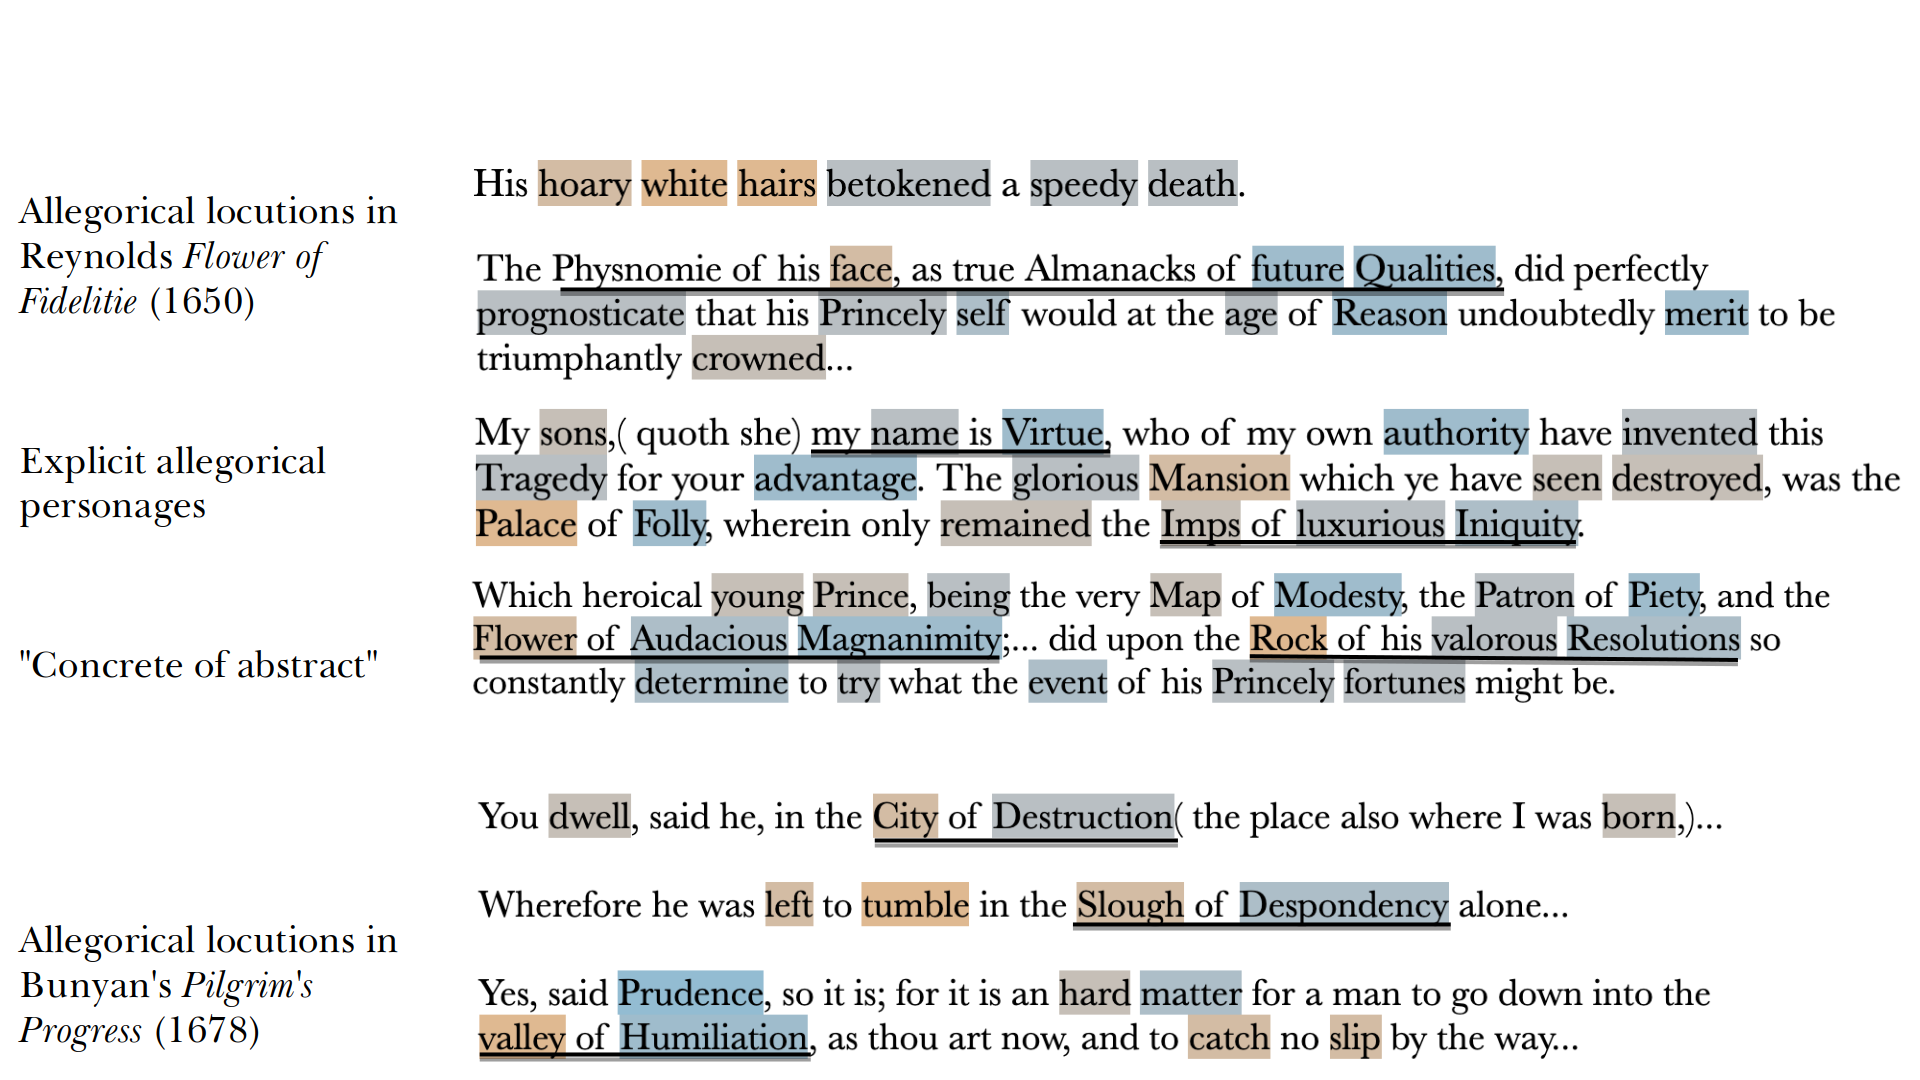 Allegorical locutions in
Reynolds Flower of
Fidelitie (1650)
His hoary white hairs betokened a speedy death.
The Physnomie of his face, as true Almanacks of future Qualities, did perfectly
prognosticate that his Princely self would at the age of Reason undoubtedly merit to be
triumphantly crowned...
Explicit allegorical
personages
My sons,( quoth she) my name is Virtue, who of my own authority have invented this
Tragedy for your advantage. The glorious Mansion which ye have seen destroyed, was the
Palace of Folly, wherein only remained the Imps of luxurious Iniquity.
"Concrete of abstract"
Which heroical young Prince, being the very Map of Modesty, the Patron of Piety, and the
Flower of Audacious Magnanimity;... did upon the Rock of his valorous Resolutions so
constantly determine to try what the event of his Princely fortunes might be.
You dwell, said he, in the City of Destruction( the place also where I was born,)...
Wherefore he was left to tumble in the Slough of Despondency alone...
Allegorical locutions in
Bunyan's Pilgrim's
Progress (1678)
Yes, said Prudence, so it is; for it is an hard matter for a man to go down into the
valley of Humiliation, as thou art now, and to catch no slip by the way...